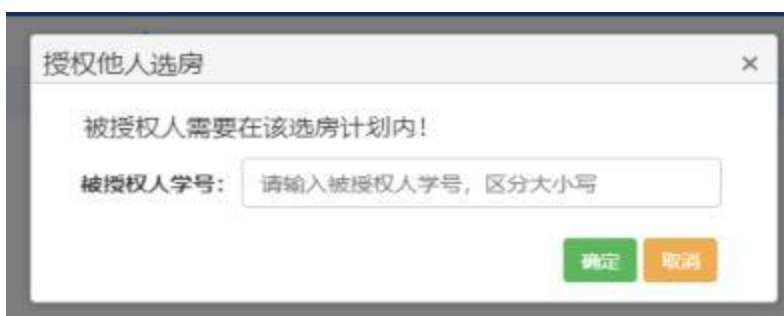 授权他人选房 ×
被授权人需要在该选房计划内!
被授权人学号: 请输入被授权人学号, 区分大小写
确定 取消